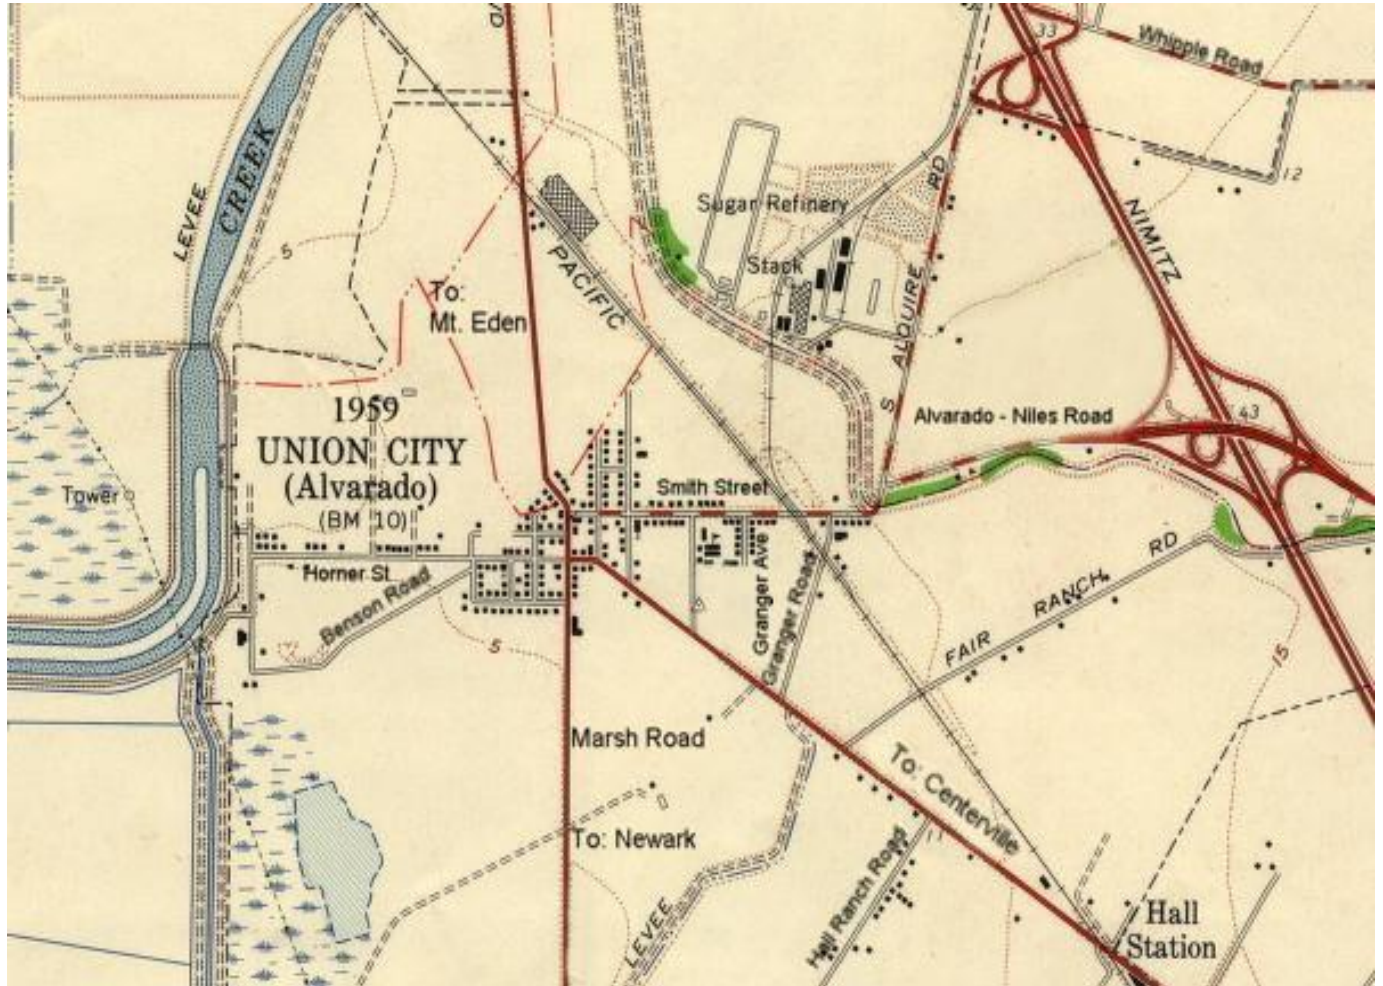 33
Whipple Road
LEVEE
CREEK
5
12
Sugar Refinery
RD
NIMITZ
PACIFIC
Stack
To:
Mt. Eden
ALQUIRE
S
1959
UNION CITY
(Alvarado)
(BM 10)
Alvarado - Niles Road
43
Tower
Smith Street
Horner St.
Benson Road
Granger Ave
Granger Road
FAIR RANCH RD
5
15
Marsh Road
To: Centerville
To: Newark
Hall Ranch Road
LEVEE
Hall
Station